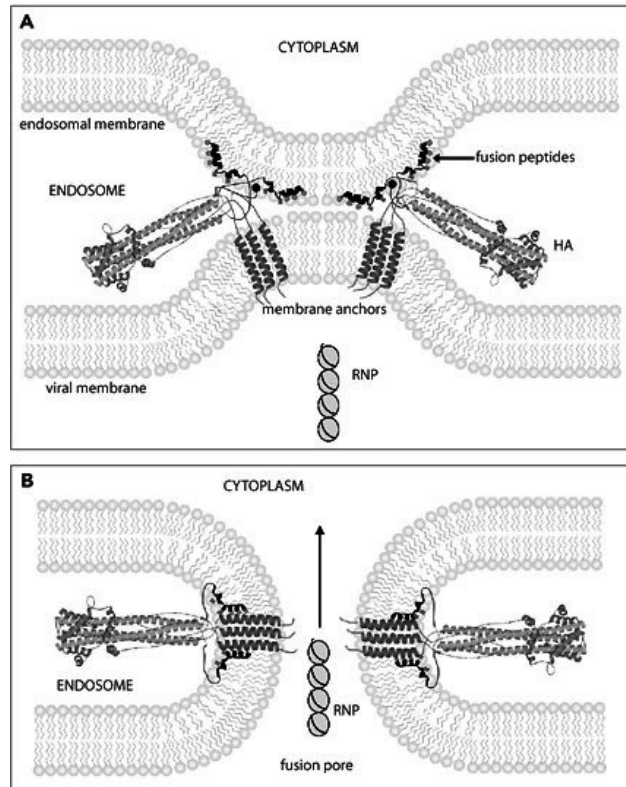 A
CYTOPLASM
endosomal membrane
fusion peptides
ENDOSOME
HA
membrane anchors
RNP
viral membrane
B
CYTOPLASM
ENDOSOME
RNP
fusion pore